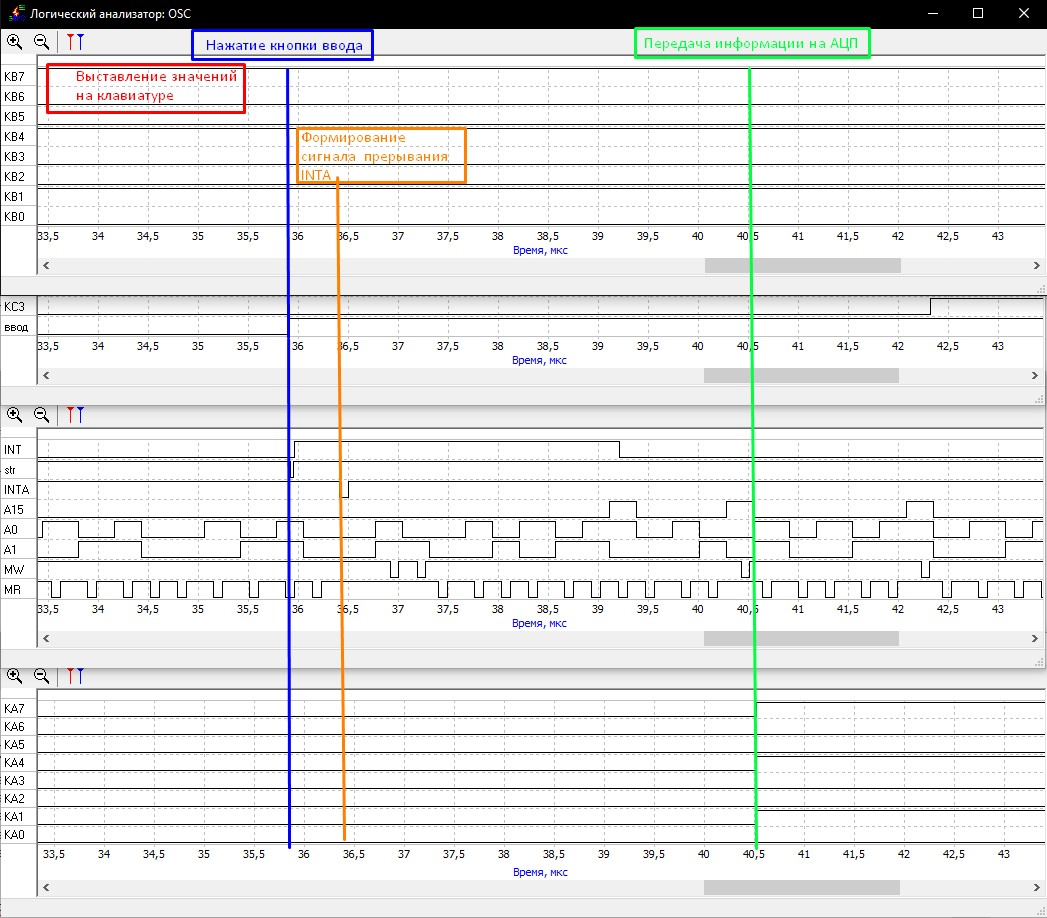 Логический анализатор: OSC
Нажатие кнопки ввода
Передача информации на АЦП
Выставление значений
на клавиатуре
KB7
KB6
KB5
KB4
KB3
KB2
KB1
KB0
Формирование
сигнала прерывания
INTA
33,5 34 34,5 35 35,5 36 36,5 37 37,5 38 38,5 39 39,5 40 40,5 41 41,5 42 42,5 43
Время, мкс
KC3
ввод
33,5 34 34,5 35 35,5 36 36,5 37 37,5 38 38,5 39 39,5 40 40,5 41 41,5 42 42,5 43
Время, мкс
INT
str
INTA
A15
A0
A1
MW
MR
33,5 34 34,5 35 35,5 36 36,5 37 37,5 38 38,5 39 39,5 40 40,5 41 41,5 42 42,5 43
Время, мкс
KA7
KA6
KA5
KA4
KA3
KA2
KA1
KA0
33,5 34 34,5 35 35,5 36 36,5 37 37,5 38 38,5 39 39,5 40 40,5 41 41,5 42 42,5 43
Время, мкс